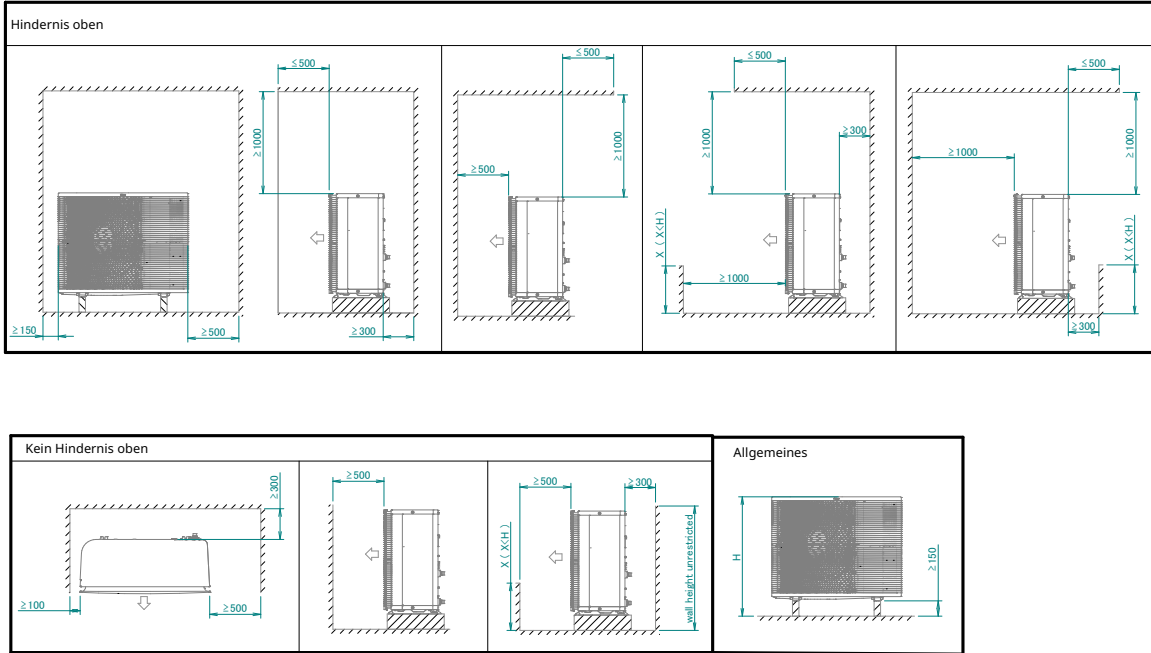 Hindernis oben
≥1000
≥150
≥500
≤500
≥300
≤500
≥500
≥1000
≤500
≥1000
≥300
X ( X<H )
≥1000
≤500
≥1000
≥1000
X ( X<H )
≥300
Kein Hindernis oben
≥300
≥100
≥500
≥500
≥500
≥300
X ( X<H )
wall height unrestricted
Allgemeines
H
≥150